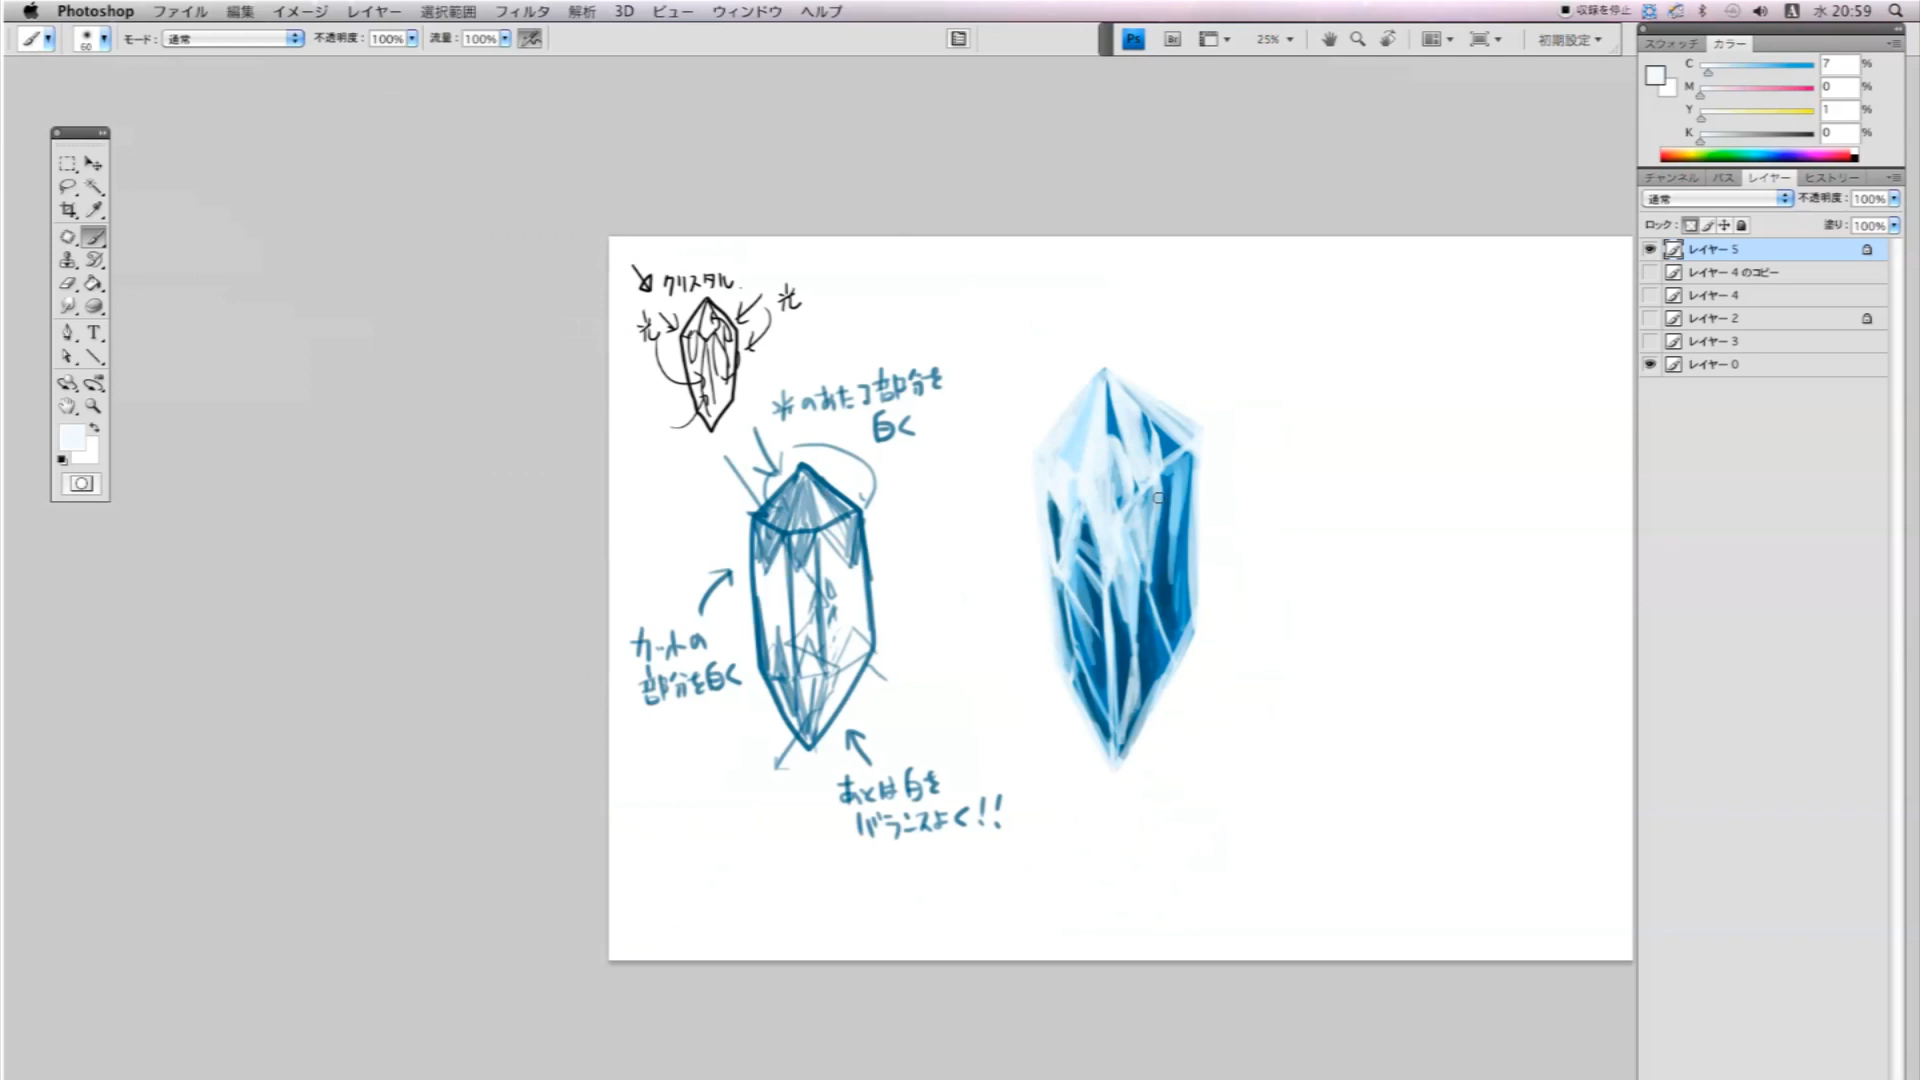 Photoshop ファイル 編集 イメージ レイヤー 選択範囲 フィルタ 解析 3D ビュー ウィンドウ ヘルプ
収録を停止 A 水 20:59
60 モード: 通常 不透明度: 100% 流量: 100%
Ps Br 25% 初期設定
スウォッチ カラー
C 7 %
M 0 %
Y 1 %
K 0 %
チャンネル パス レイヤー ヒストリー
通常 不透明度: 100%
ロック: 塗り: 100%
レイヤー 5
レイヤー 4 のコピー
レイヤー 4
レイヤー 2
レイヤー 3
レイヤー 0
T
クリスタル
光
光
光のあたる部分を
白く
カットの
部分を白く
あとは白を
バランスよく!!